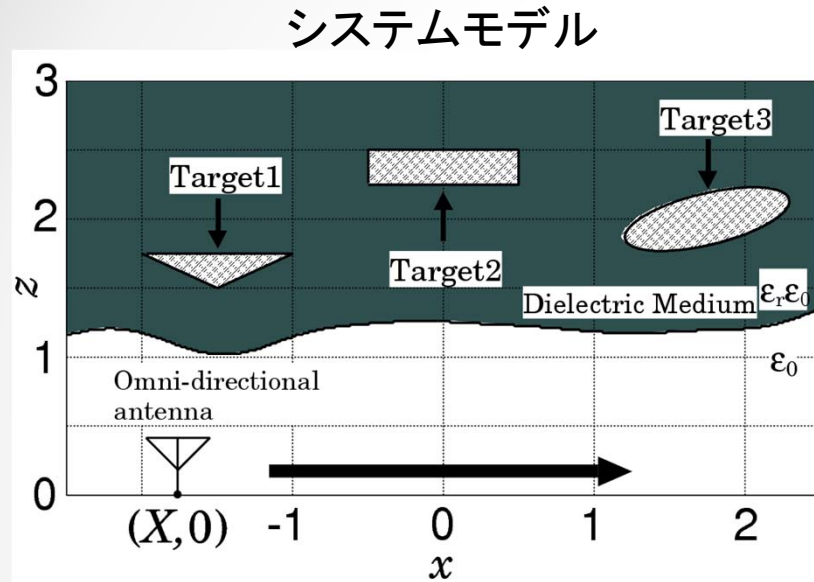 システムモデル
3
Target3
Target1
2
Target2
z
Dielectric Medium
εrε0
1
ε0
Omni-directional
antenna
0
(X,0)
-1 0 1 2
x